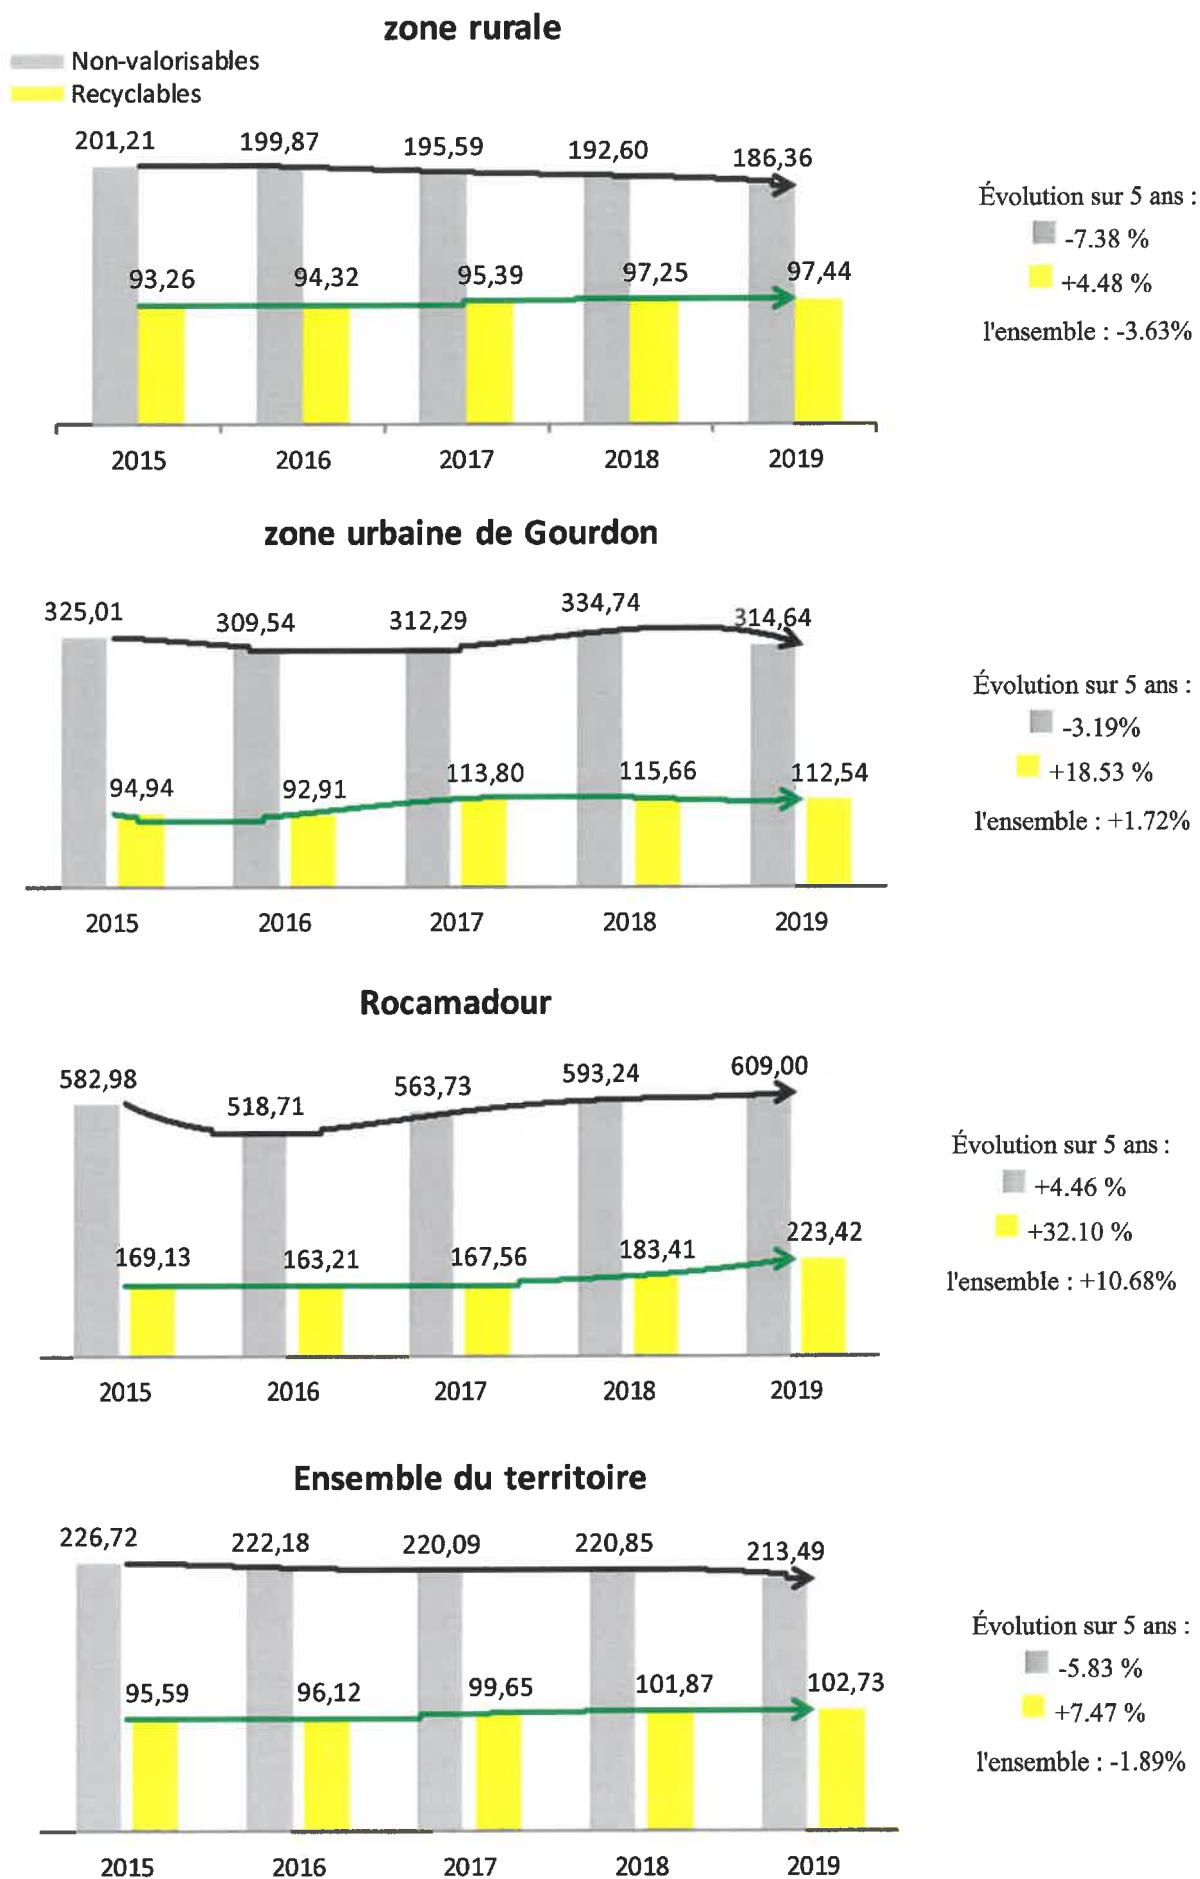 zone rurale
Non-valorisables
Recyclables
201,21 199,87 195,59 192,60 186,36
93,26 94,32 95,39 97,25 97,44
2015 2016 2017 2018 2019
Évolution sur 5 ans :
-7.38 %
+4.48 %
l'ensemble : -3.63%
zone urbaine de Gourdon
325,01 309,54 312,29 334,74 314,64
94,94 92,91 113,80 115,66 112,54
2015 2016 2017 2018 2019
Évolution sur 5 ans :
-3.19%
+18.53 %
l'ensemble : +1.72%
Rocamadour
582,98 518,71 563,73 593,24 609,00
169,13 163,21 167,56 183,41 223,42
2015 2016 2017 2018 2019
Évolution sur 5 ans :
+4.46 %
+32.10 %
l'ensemble : +10.68%
Ensemble du territoire
226,72 222,18 220,09 220,85 213,49
95,59 96,12 99,65 101,87 102,73
2015 2016 2017 2018 2019
Évolution sur 5 ans :
-5.83 %
+7.47 %
l'ensemble : -1.89%